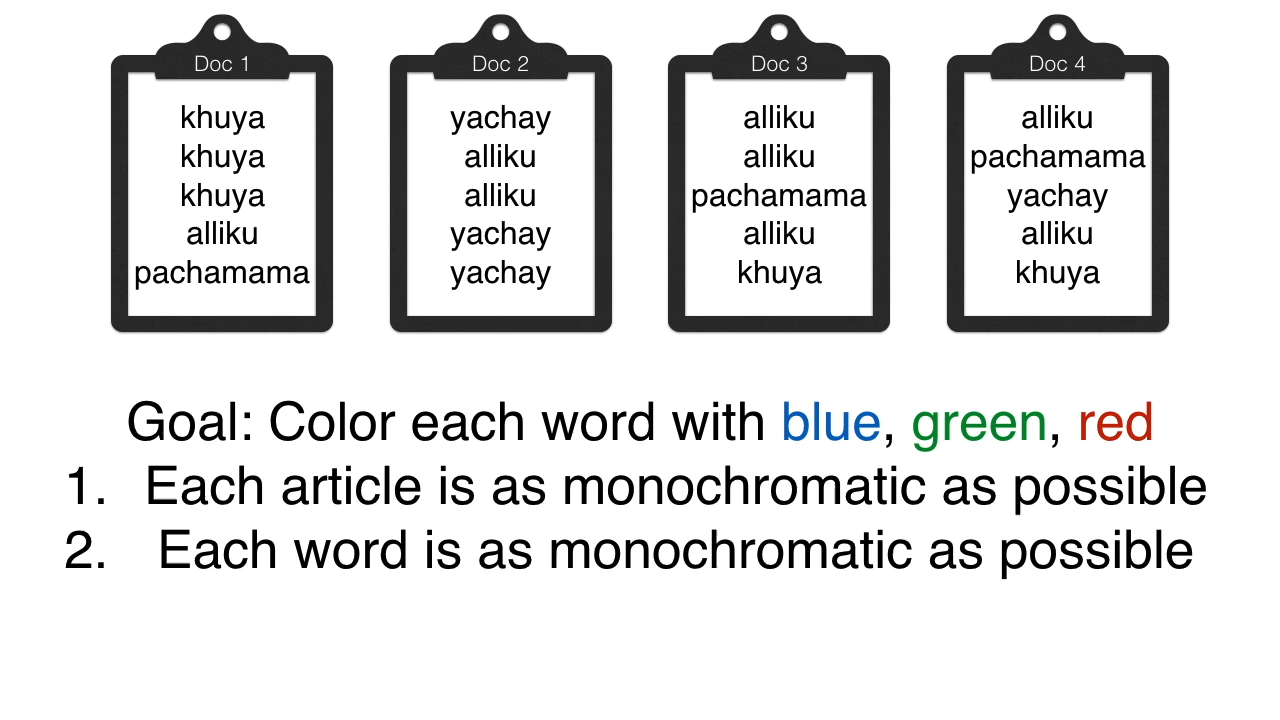 Doc 1
khuya
khuya
khuya
alliku
pachamama
Doc 2
yachay
alliku
alliku
yachay
yachay
Doc 3
alliku
alliku
pachamama
alliku
khuya
Doc 4
alliku
pachamama
yachay
alliku
khuya
Goal: Color each word with blue, green, red
1. Each article is as monochromatic as possible
2. Each word is as monochromatic as possible